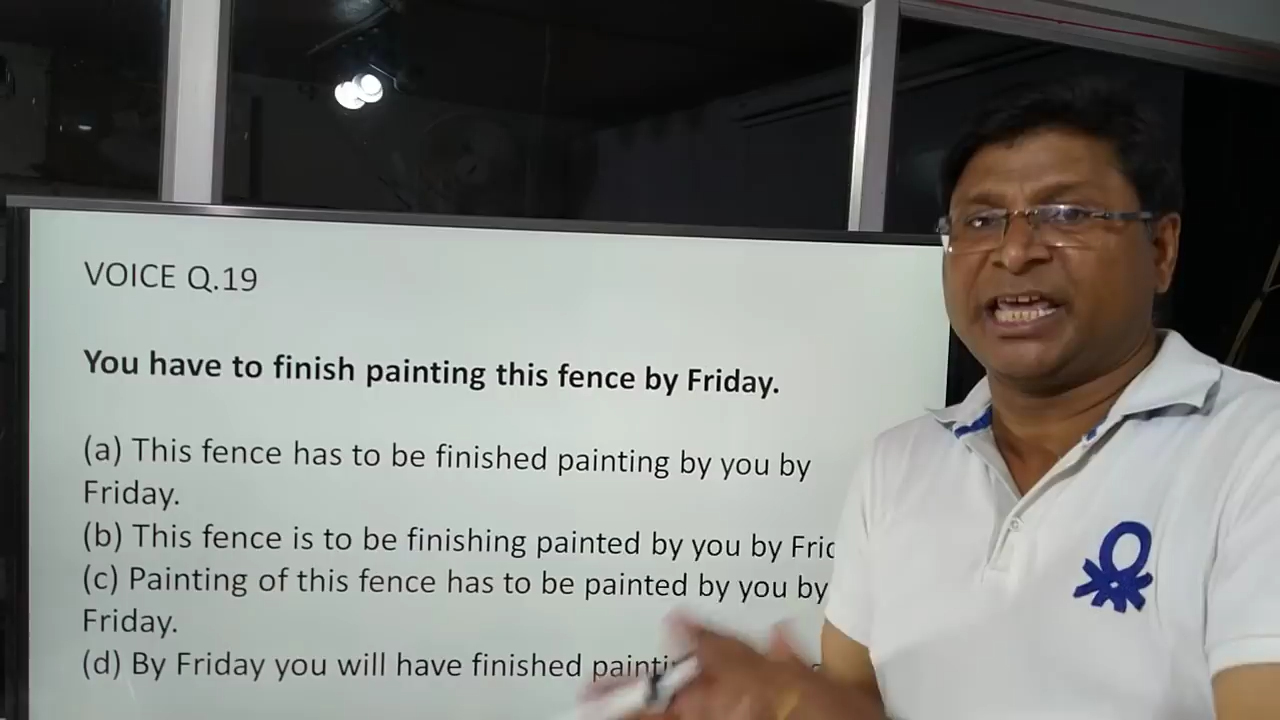 VOICE Q.19
You have to finish painting this fence by Friday.
(a) This fence has to be finished painting by you by
Friday.
(b) This fence is to be finishing painted by you by
(c) Painting of this fence has to be painted by you by
Friday.
(d) By Friday you will have finished